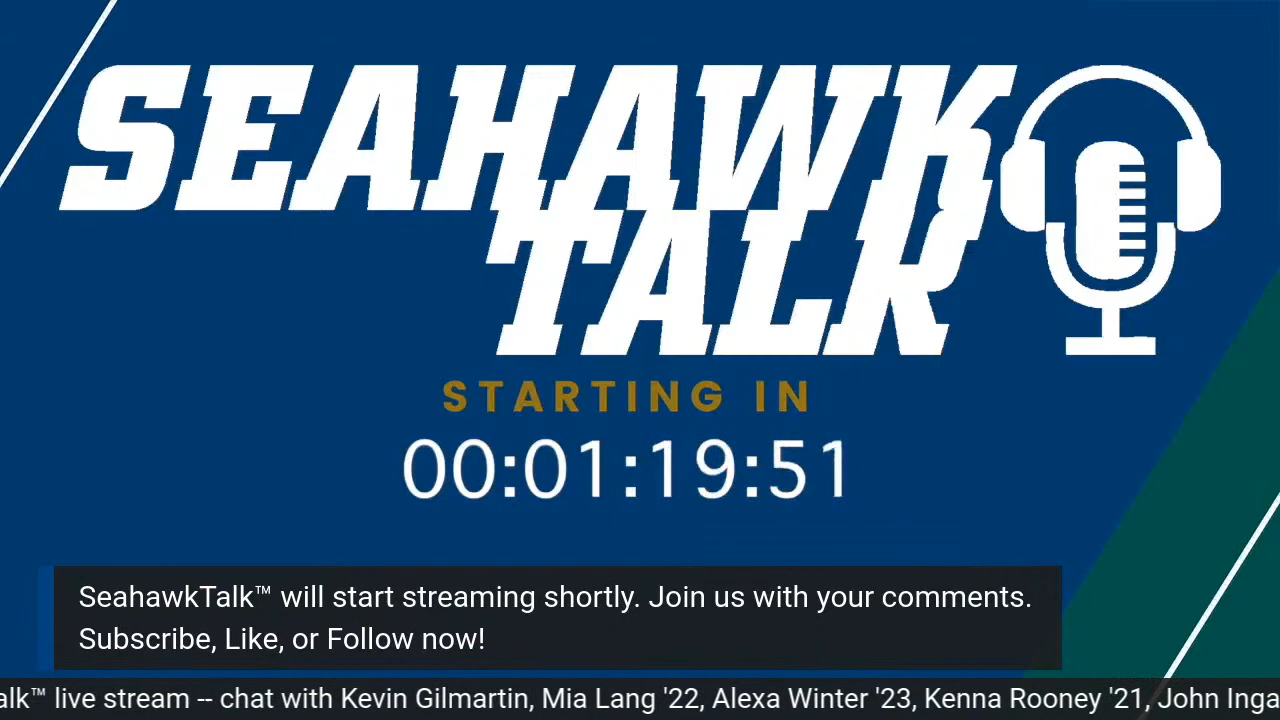 SEAHAWK
TALK
STARTING IN
00:01:19:51
SeahawkTalk™ will start streaming shortly. Join us with your comments.
Subscribe, Like, or Follow now!
live stream -- chat with Kevin Gilmartin, Mia Lang '22, Alexa Winter '23, Kenna Rooney '21, John